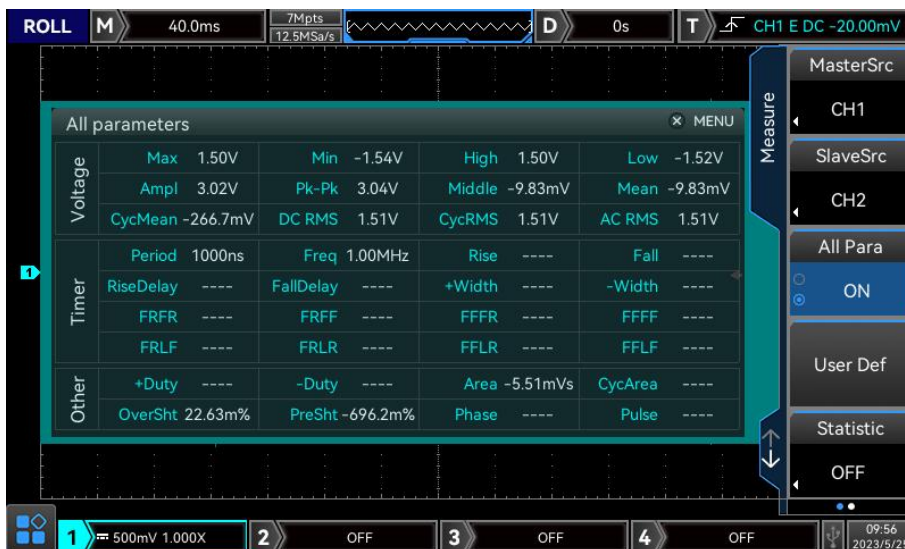 ROLL M 40.0ms 7Mpts 12.5MSa/s D 0s T CH1 E DC -20.00mV
All parameters MENU
Voltage
Max 1.50V Min -1.54V High 1.50V Low -1.52V
Ampl 3.02V Pk-Pk 3.04V Middle -9.83mV Mean -9.83mV
CycMean -266.7mV DC RMS 1.51V CycRMS 1.51V AC RMS 1.51V
Timer
Period 1000ns Freq 1.00MHz Rise ---- Fall ----
RiseDelay ---- FallDelay ---- +Width ---- -Width ----
FRFR ---- FRFF ---- FFFR ---- FFFF ----
FRLF ---- FRLR ---- FFLR ---- FFLF ----
Other
+Duty ---- -Duty ---- Area -5.51mVs CycArea ----
OverSht 22.63m% PreSht -696.2m% Phase ---- Pulse ----
Measure
MasterSrc
CH1
SlaveSrc
CH2
All Para
ON
User Def
Statistic
OFF
1
1 500mV 1.000X 2 OFF 3 OFF 4 OFF
09:56
2023/5/25